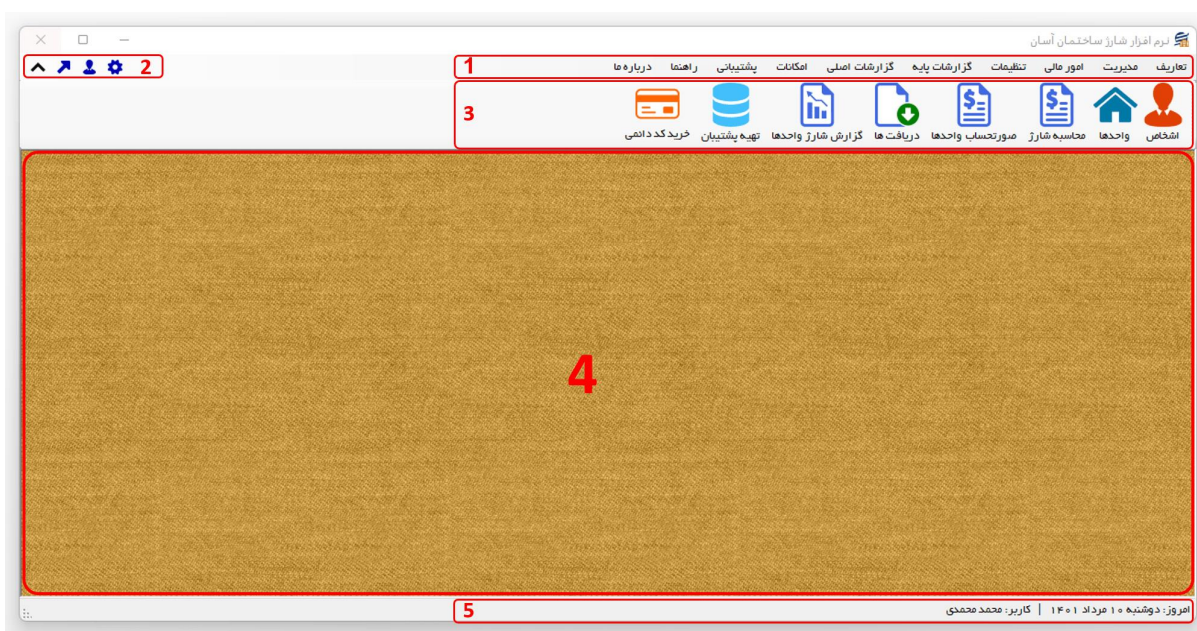 نرم افزار شارژ ساختمان آسان
تعاریف مدیریت امور مالی تنظیمات گزارشات پایه گزارشات اصلی امکانات پشتیبانی راهنما درباره ما 1 2
اشخاص واحدها محاسبه شارژ صورتحساب واحدها دریافت ها گزارش شارژ واحدها تهیه پشتیبان خرید کد دائمی 3
4
امروز: دوشنبه ۱۰ مرداد ۱۴۰۱ | کاربر: محمد محمدی 5